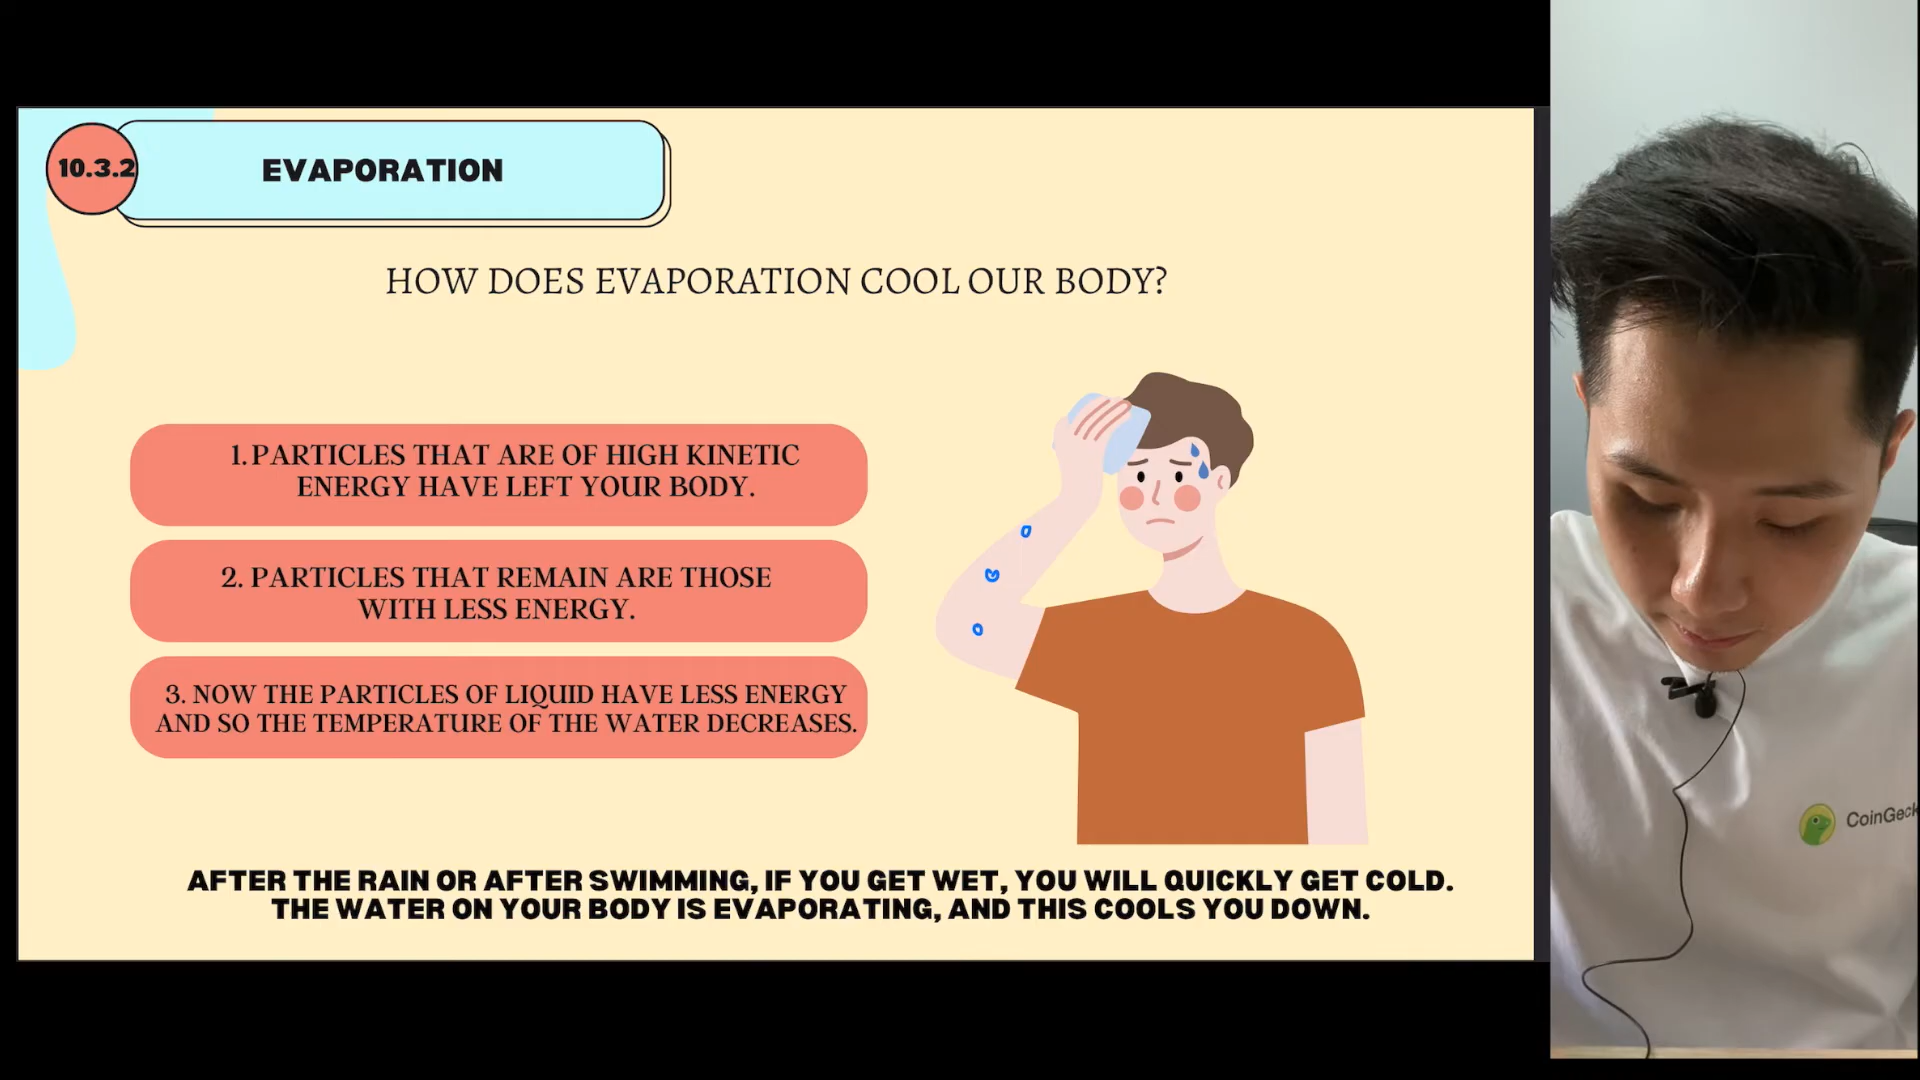 10.3.2
EVAPORATION
HOW DOES EVAPORATION COOL OUR BODY?
1. PARTICLES THAT ARE OF HIGH KINETIC
ENERGY HAVE LEFT YOUR BODY.
2. PARTICLES THAT REMAIN ARE THOSE
WITH LESS ENERGY.
3. NOW THE PARTICLES OF LIQUID HAVE LESS ENERGY
AND SO THE TEMPERATURE OF THE WATER DECREASES.
AFTER THE RAIN OR AFTER SWIMMING, IF YOU GET WET, YOU WILL QUICKLY GET COLD.
THE WATER ON YOUR BODY IS EVAPORATING, AND THIS COOLS YOU DOWN.